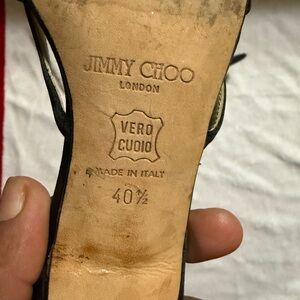 JIMMY CHOO
LONDON
VERO
CUOIO
MADE IN ITALY
40½